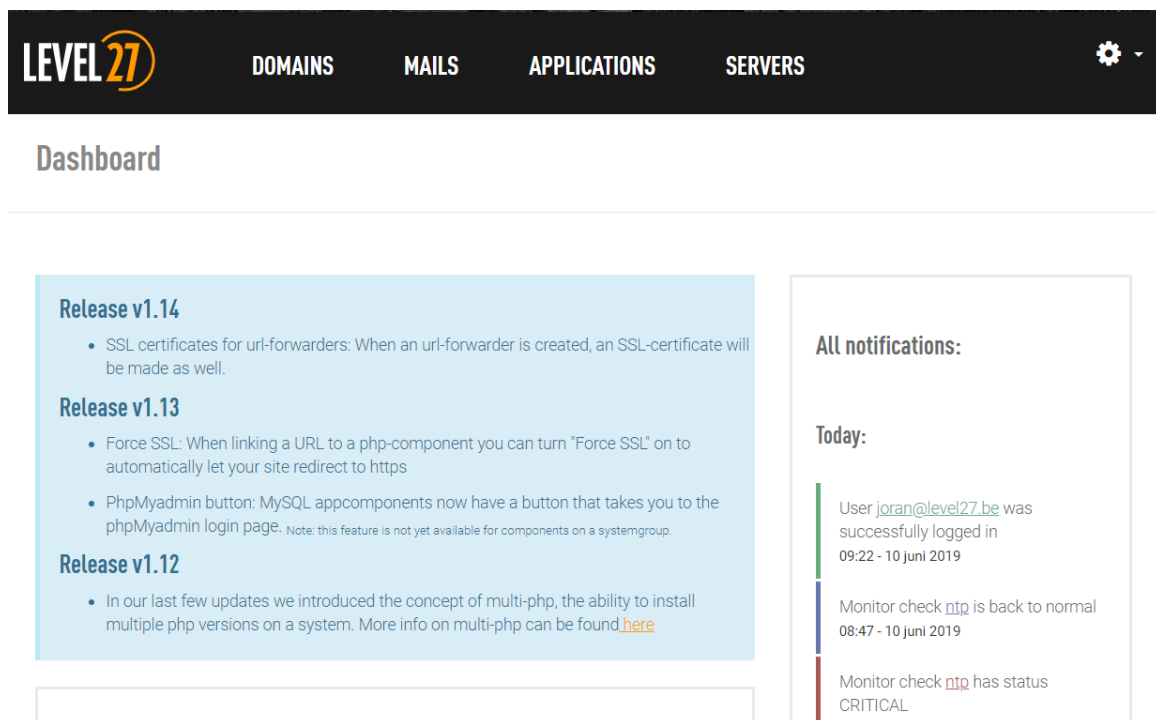 LEVEL27
DOMAINS MAILS APPLICATIONS SERVERS
Dashboard
Release v1.14
SSL certificates for url-forwarders: When an url-forwarder is created, an SSL-certificate will
be made as well.
Release v1.13
Force SSL: When linking a URL to a php-component you can turn "Force SSL" on to
automatically let your site redirect to https
PhpMyadmin button: MySQL appcomponents now have a button that takes you to the
phpMyadmin login page. Note: this feature is not yet available for components on a systemgroup.
Release v1.12
In our last few updates we introduced the concept of multi-php, the ability to install
multiple php versions on a system. More info on multi-php can be found here
All notifications:
Today:
User joran@level27.be was
successfully logged in
09:22 - 10 juni 2019
Monitor check ntp is back to normal
08:47 - 10 juni 2019
Monitor check ntp has status
CRITICAL